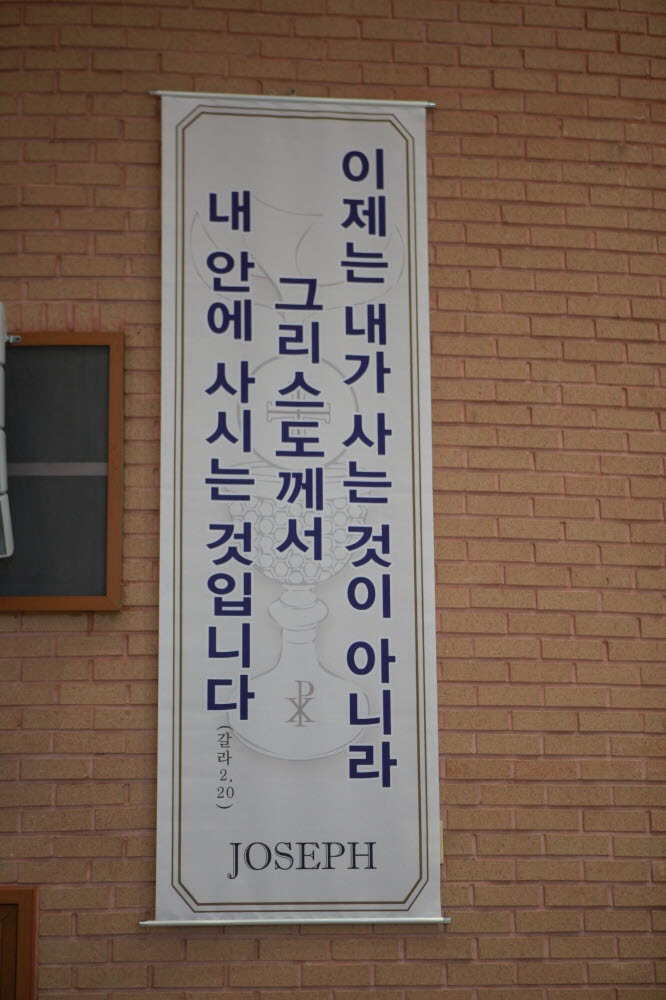 이제는 내가 사는 것이 아니라
그리스도께서
내 안에 사시는 것입니다
(갈라 2,20)
JOSEPH